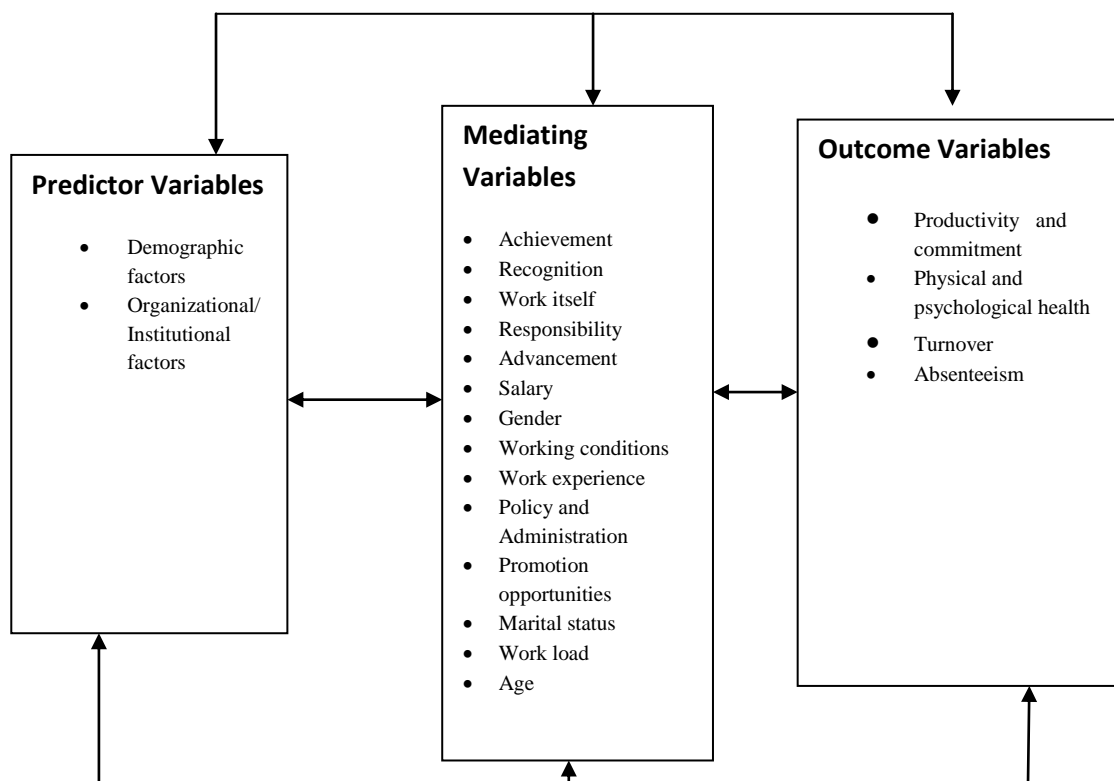 Predictor Variables
• Demographic
factors
• Organizational/
Institutional
factors
Mediating
Variables
• Achievement
• Recognition
• Work itself
• Responsibility
• Advancement
• Salary
• Gender
• Working conditions
• Work experience
• Policy and
Administration
• Promotion
opportunities
• Marital status
• Work load
• Age
Outcome Variables
• Productivity and
commitment
• Physical and
psychological health
• Turnover
• Absenteeism